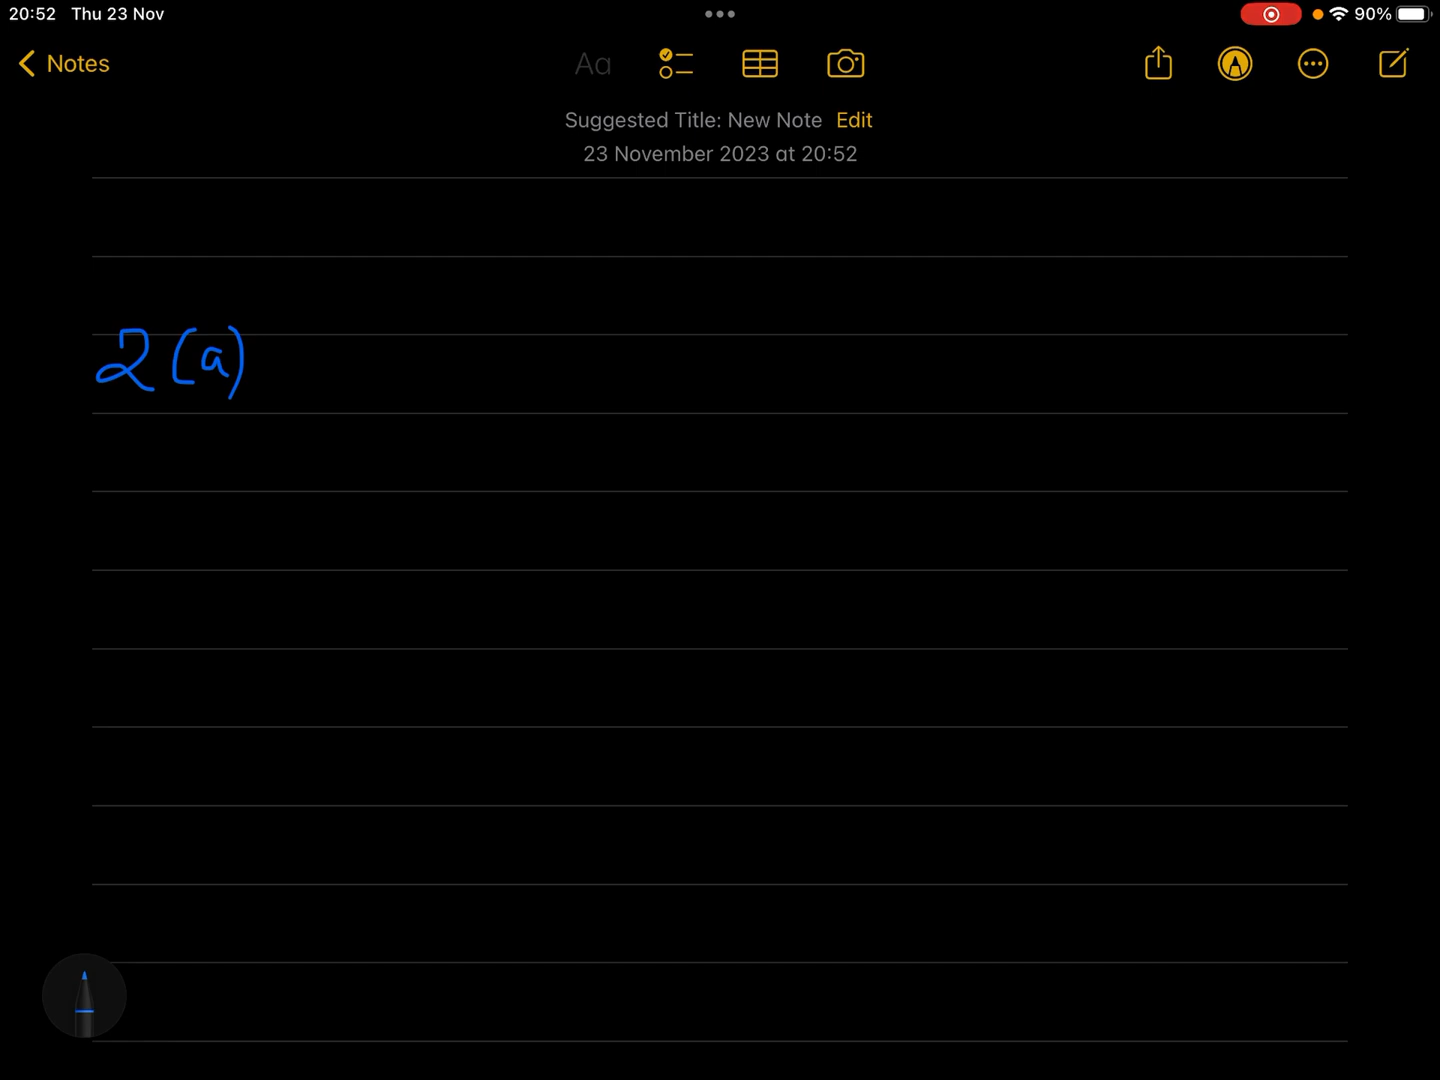 20:52 Thu 23 Nov 90%
Notes Aa
Suggested Title: New Note Edit
23 November 2023 at 20:52
2(a)